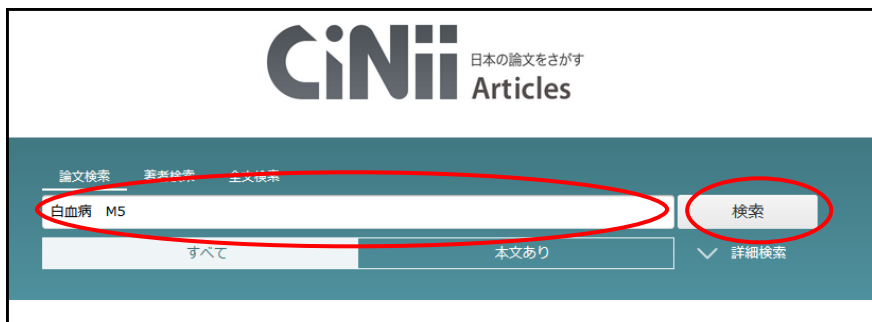 CiNii
日本の論文をさがす
Articles
論文検索 著者検索 全文検索
白血病 M5
検索
すべて 本文あり 詳細検索